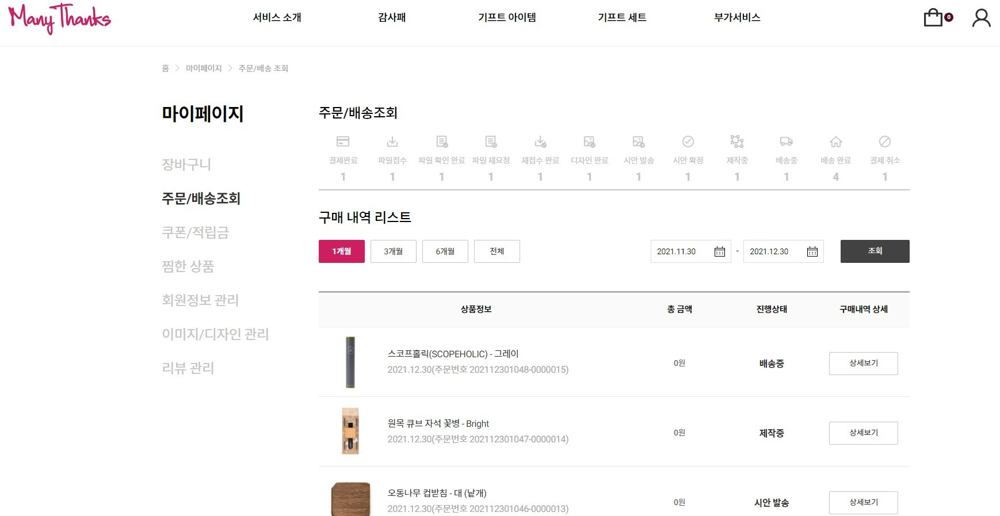 Many Thanks
서비스 소개 감사패 기프트 아이템 기프트 세트 부가서비스 0
홈 > 마이페이지 > 주문/배송 조회
마이페이지
장바구니
주문/배송조회
쿠폰/적립금
찜한 상품
회원정보 관리
이미지/디자인 관리
리뷰 관리
주문/배송조회
결제완료 파일접수 파일 확인 완료 파일 재요청 재접수 완료 디자인 완료 시안 발송 시안 확정 제작중 배송중 배송 완료 결제 취소
1 1 1 1 1 1 1 1 1 1 4 1
구매 내역 리스트
1개월 3개월 6개월 전체 2021.11.30 - 2021.12.30 조회
상품정보 총 금액 진행상태 구매내역 상세
스코프홀릭(SCOPEHOLIC) - 그레이
2021.12.30(주문번호 202112301048-0000015)
0원 배송중 상세보기
원목 큐브 자석 꽃병 - Bright
2021.12.30(주문번호 202112301047-0000014)
0원 제작중 상세보기
오동나무 컵받침 - 대 (낱개)
2021.12.30(주문번호 202112301046-0000013)
0원 시안 발송 상세보기